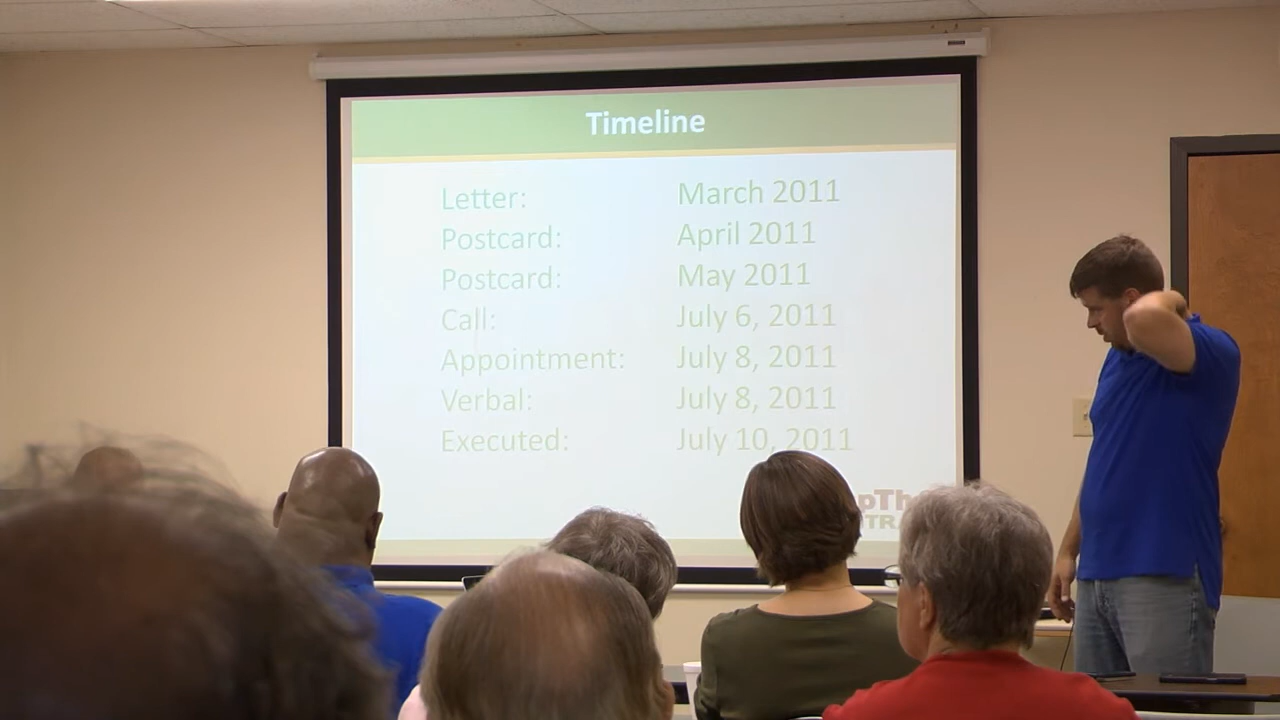 Timeline
Letter: March 2011
Postcard: April 2011
Postcard: May 2011
Call: July 6, 2011
Appointment: July 8, 2011
Verbal: July 8, 2011
Executed: July 10, 2011